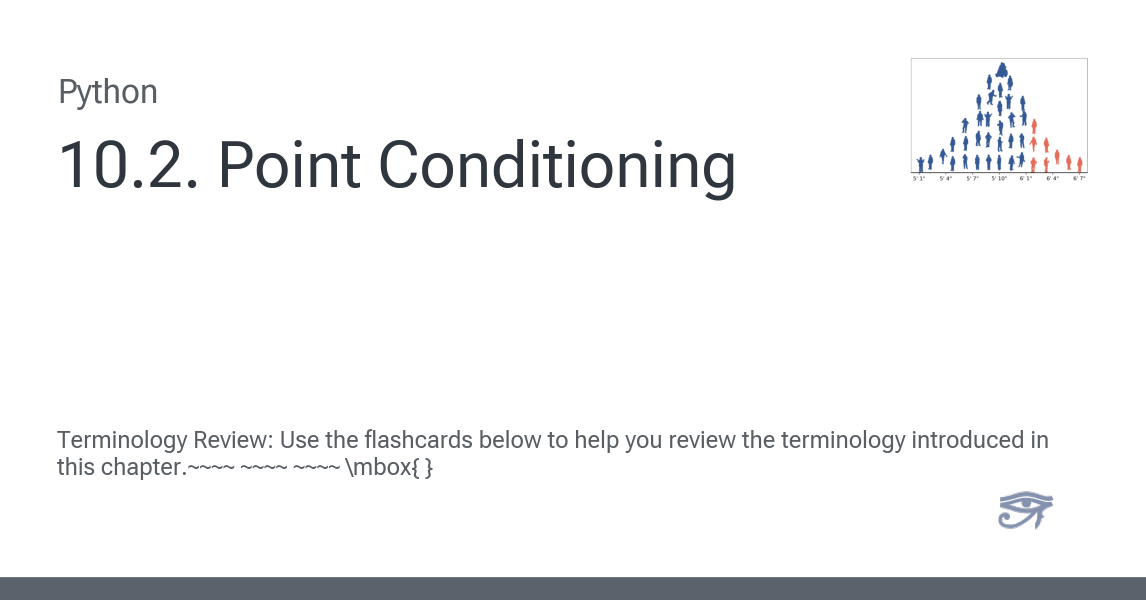 Python
10.2. Point Conditioning
5' 1" 5' 4" 5' 7" 5' 10" 6' 1" 6' 4" 6' 7"
Terminology Review: Use the flashcards below to help you review the terminology introduced in
this chapter.~~~~ ~~~~ ~~~~ \mbox{ }